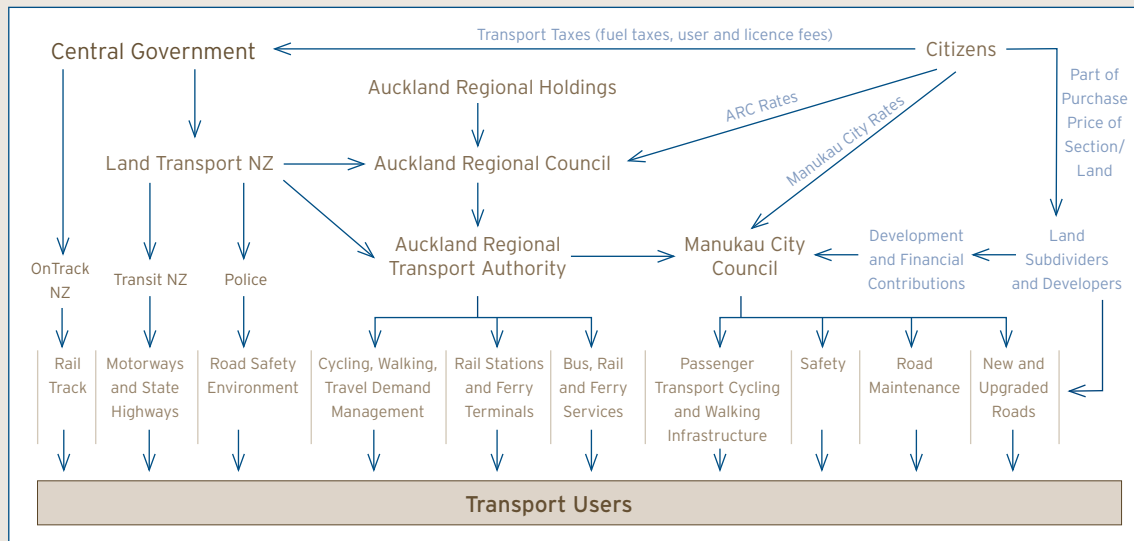 Transport Taxes (fuel taxes, user and licence fees)
Central Government
Citizens
Part of
Purchase
Price of
Section/
Land
Auckland Regional Holdings
ARC Rates
Manukau City Rates
Land Transport NZ
Auckland Regional Council
OnTrack
NZ
Transit NZ
Police
Auckland Regional
Transport Authority
Manukau City
Council
Development
and Financial
Contributions
Land
Subdividers
and Developers
Rail
Track
Motorways
and State
Highways
Road Safety
Environment
Cycling, Walking,
Travel Demand
Management
Rail Stations
and Ferry
Terminals
Bus, Rail
and Ferry
Services
Passenger
Transport Cycling
and Walking
Infrastructure
Safety
Road
Maintenance
New and
Upgraded
Roads
Transport Users